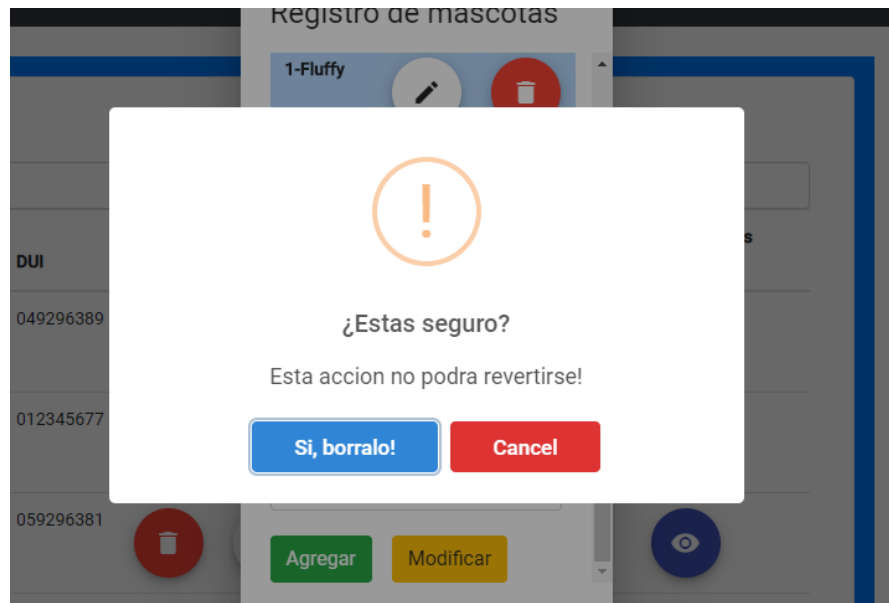 Registro de mascotas
1-Fluffy
s
DUI
049296389
¿Estas seguro?
Esta accion no podra revertirse!
012345677
Si, borralo!
Cancel
059296381
Agregar
Modificar